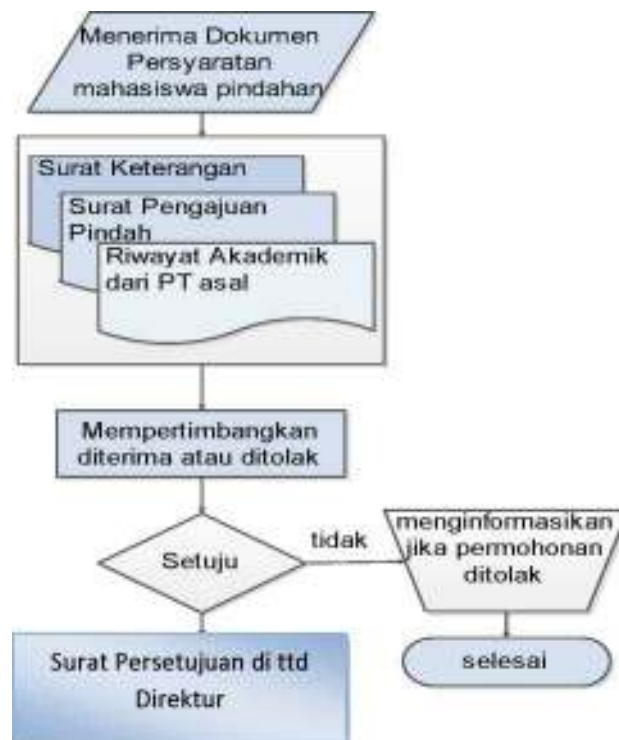 Menerima Dokumen
Persyaratan
mahasiswa pindahan
Surat Keterangan
Surat Pengajuan
Pindah
Riwayat Akademik
dari PT asal
Mempertimbangkan
diterima atau ditolak
Setuju
tidak
menginformasikan
jika permohonan
ditolak
selesai
Surat Persetujuan di ttd
Direktur